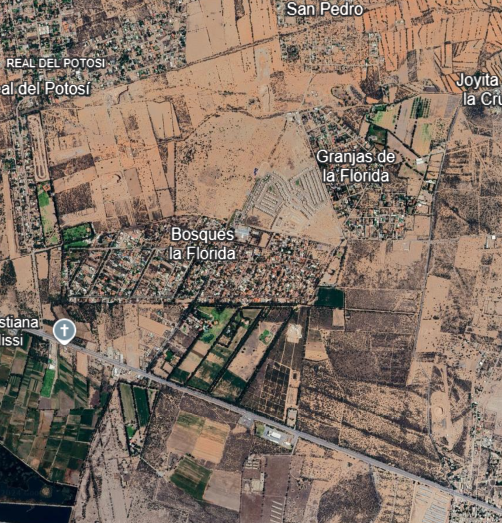 San Pedro
REAL DEL POTOSI
al del Potosí
Joyita
la Cru
Granjas de
la Florida
Bosques
la Florida
stiana
issi